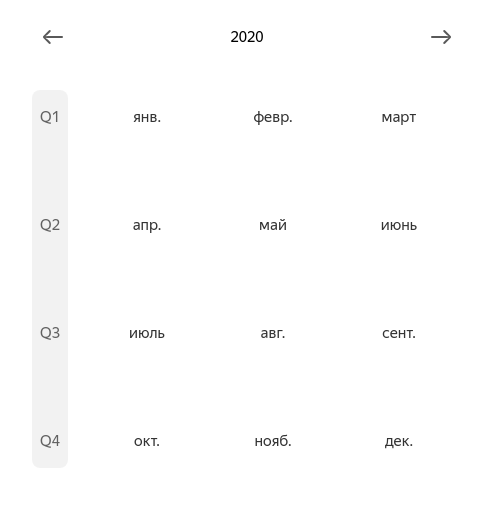 2020
Q1 янв. февр. март
Q2 апр. май июнь
Q3 июль авг. сент.
Q4 окт. нояб. дек.